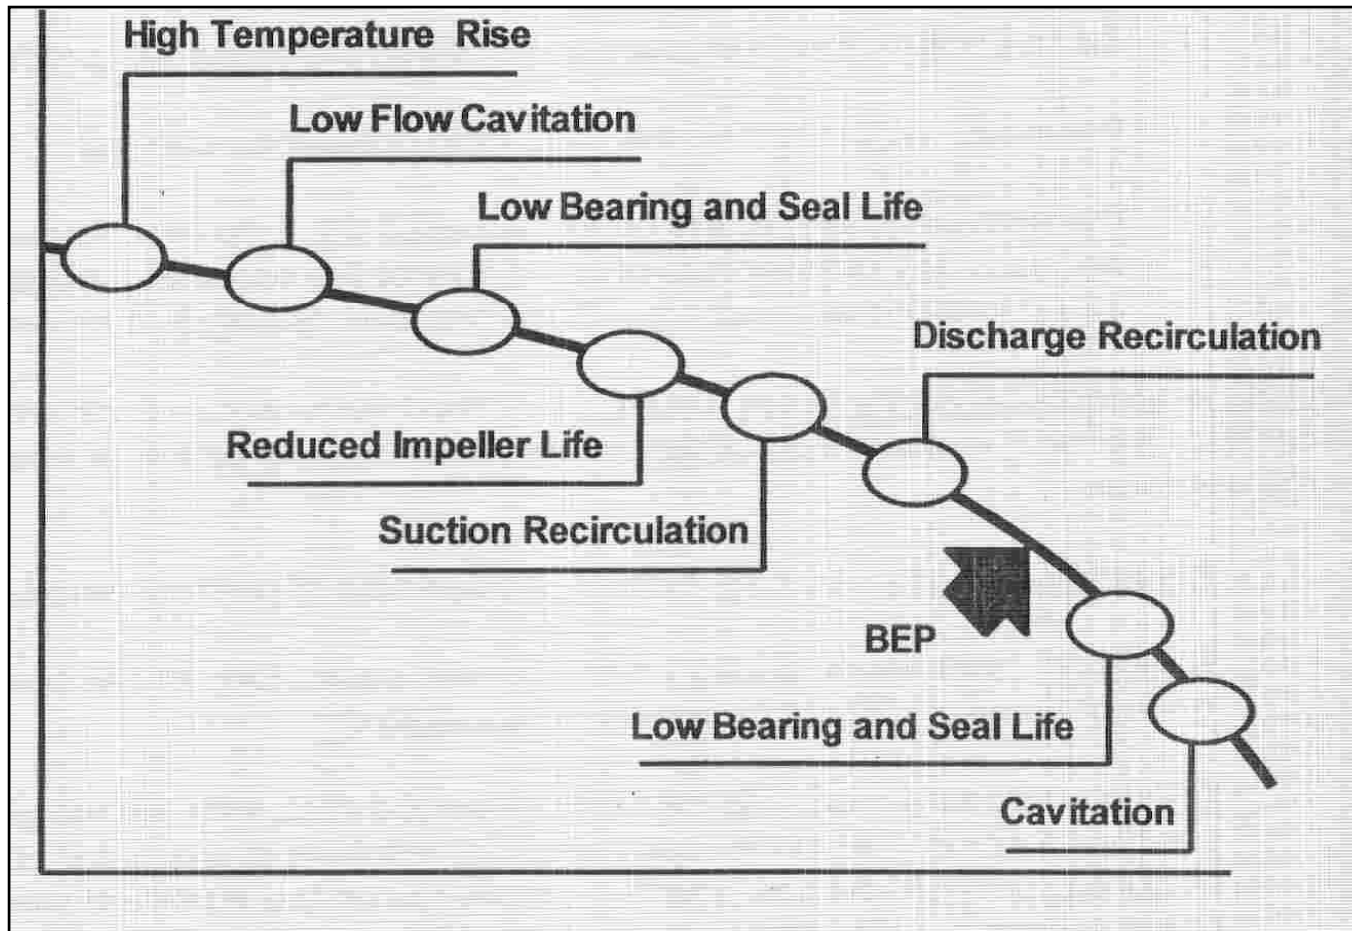 High Temperature Rise
Low Flow Cavitation
Low Bearing and Seal Life
Discharge Recirculation
Reduced Impeller Life
Suction Recirculation
BEP
Low Bearing and Seal Life
Cavitation